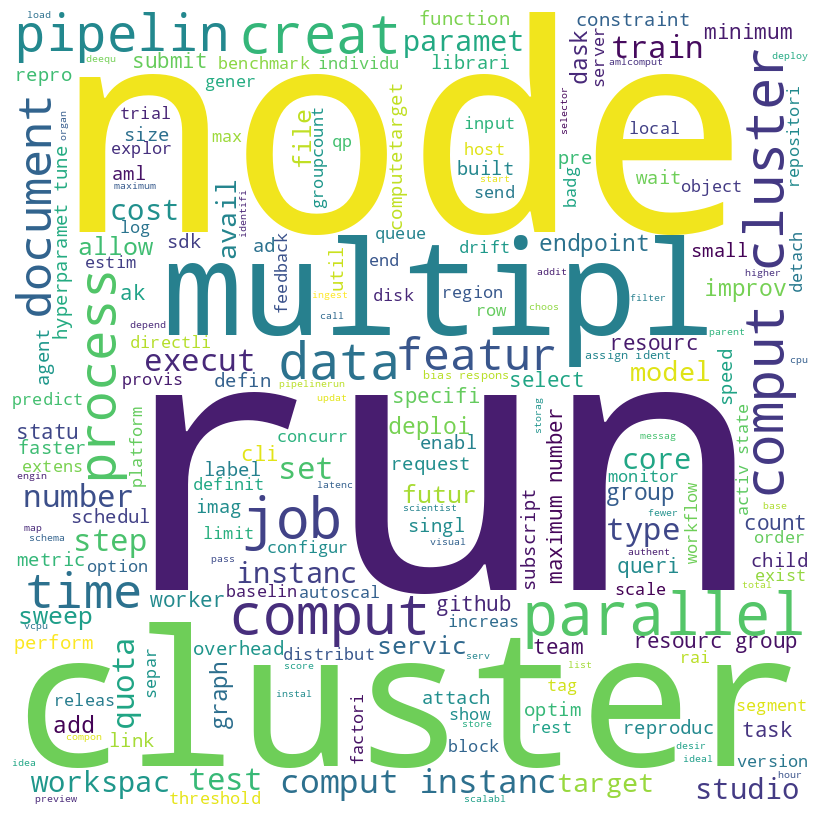 load
pipelin
creat
function
paramet
constraint
minimum
deequ
repro
submit
benchmark
individu
librari
train
dask
server
amlcomput
deploy
gener
node
document
hyperparamet tune
trial
organ
size
explor
max
file
groupcount
qp
computetarget
input
host
built
send
start
selector
local
pre
badg
wait
object
cluster
repositori
aml
maximum
cost
log
sdk
avail
identifi
ad
feedback
queue
end
drift
endpoint
small
detach
allow
estim
ak
multipl
util
disk
region
row
addit
higher
improv
ingest
call
choos
filter
agent
process
directli
depend
execut
data
featur
resourc
assign ident
parent
comput
cpu
provis
defin
pipelinerun
bias respons
select
model
speed
predict
platform
updat
specifi
storag
statu
faster
extens
run
concurr
deploi
enabl
messag
activ state
cli
label
set
request
core
monitor
engin
number
definit
latenc
futur
scientist
subscript
maximum number
group
base
map
schedul
imag
job
limit
singl
type
fewer
workflow
count
schema
step
configur
visual
order
metric
option
pass
authent
queri
child
time
instanc
exist
sweep
worker
baselin
autoscal
github
scale
total
vcpu
comput
increas
parallel
perform
overhead
servic
team
resourc group
separ
distribut
serv
rai
cluster
quota
graph
score
list
releas
factori
attach
tag
segment
instal
show
optim
add
store
rest
reproduc
task
compon
link
block
desir
version
idea
ideal
workspac
test
comput instanc
target
studio
hour
preview
threshold
scalabl